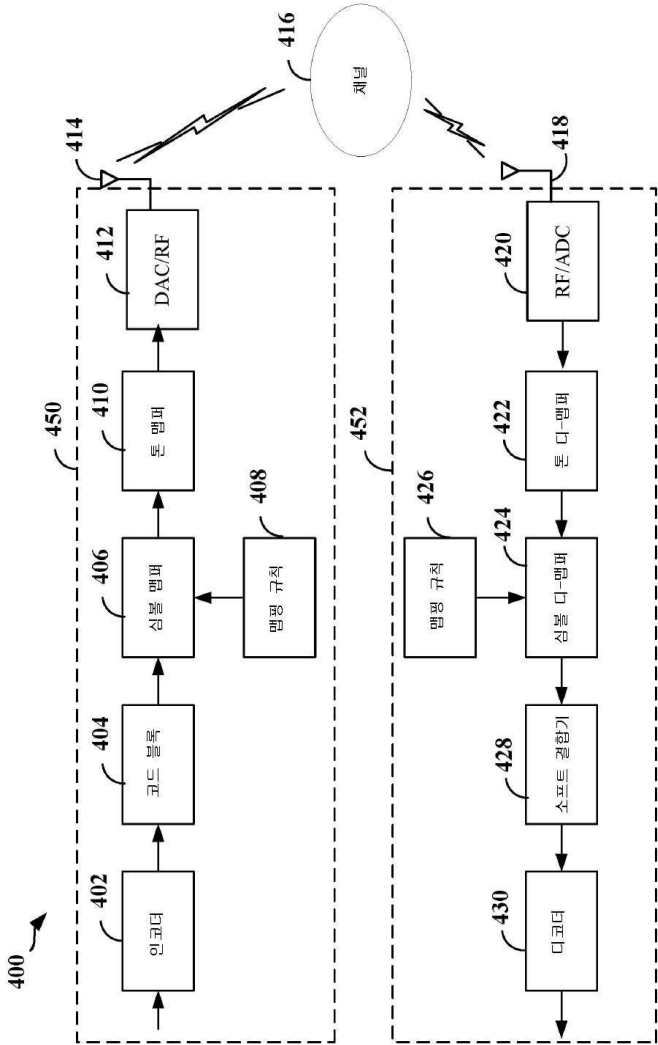 400
450
402
인코더
404
코드 블록
406
심볼 맵퍼
408
맵핑 규칙
410
톤 맵퍼
412
DAC/RF
414
416
채널
452
418
420
RF/ADC
422
톤 디-맵퍼
424
심볼 디-맵퍼
426
맵핑 규칙
428
소프트 결합기
430
디코더